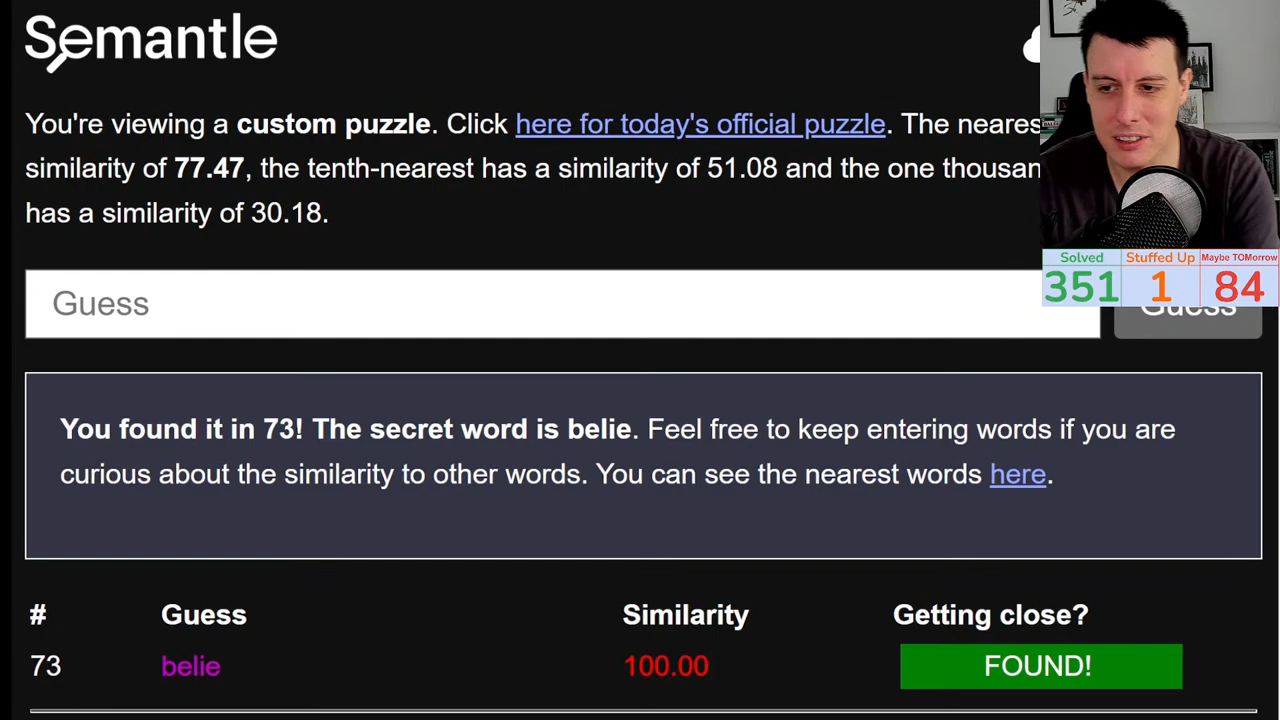 Semantle
You're viewing a custom puzzle. Click here for today's official puzzle. The neares
similarity of 77.47, the tenth-nearest has a similarity of 51.08 and the one thousan
has a similarity of 30.18.
Solved
Stuffed Up
Maybe TOMorrow
351
1
84
Guess
Guess
You found it in 73! The secret word is belie. Feel free to keep entering words if you are
curious about the similarity to other words. You can see the nearest words here.
# Guess Similarity Getting close?
73 belie 100.00 FOUND!